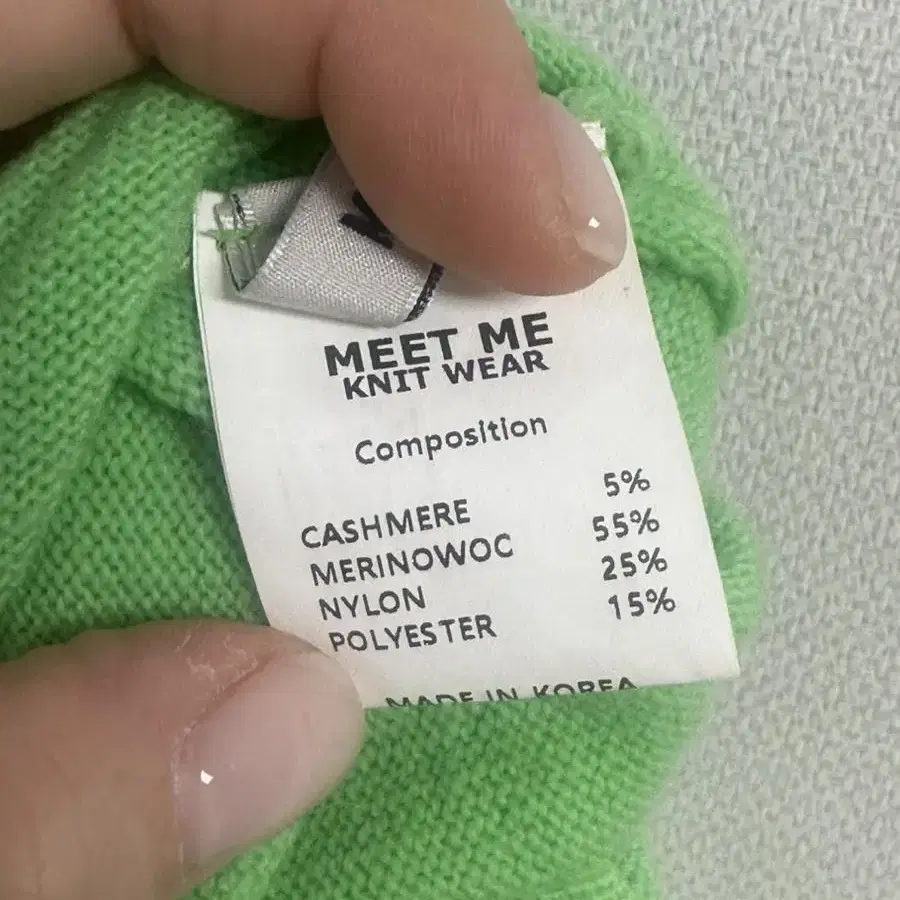 MEET ME
KNIT WEAR
Composition
CASHMERE 5%
MERINOWOC 55%
NYLON 25%
POLYESTER 15%
MADE IN KOREA